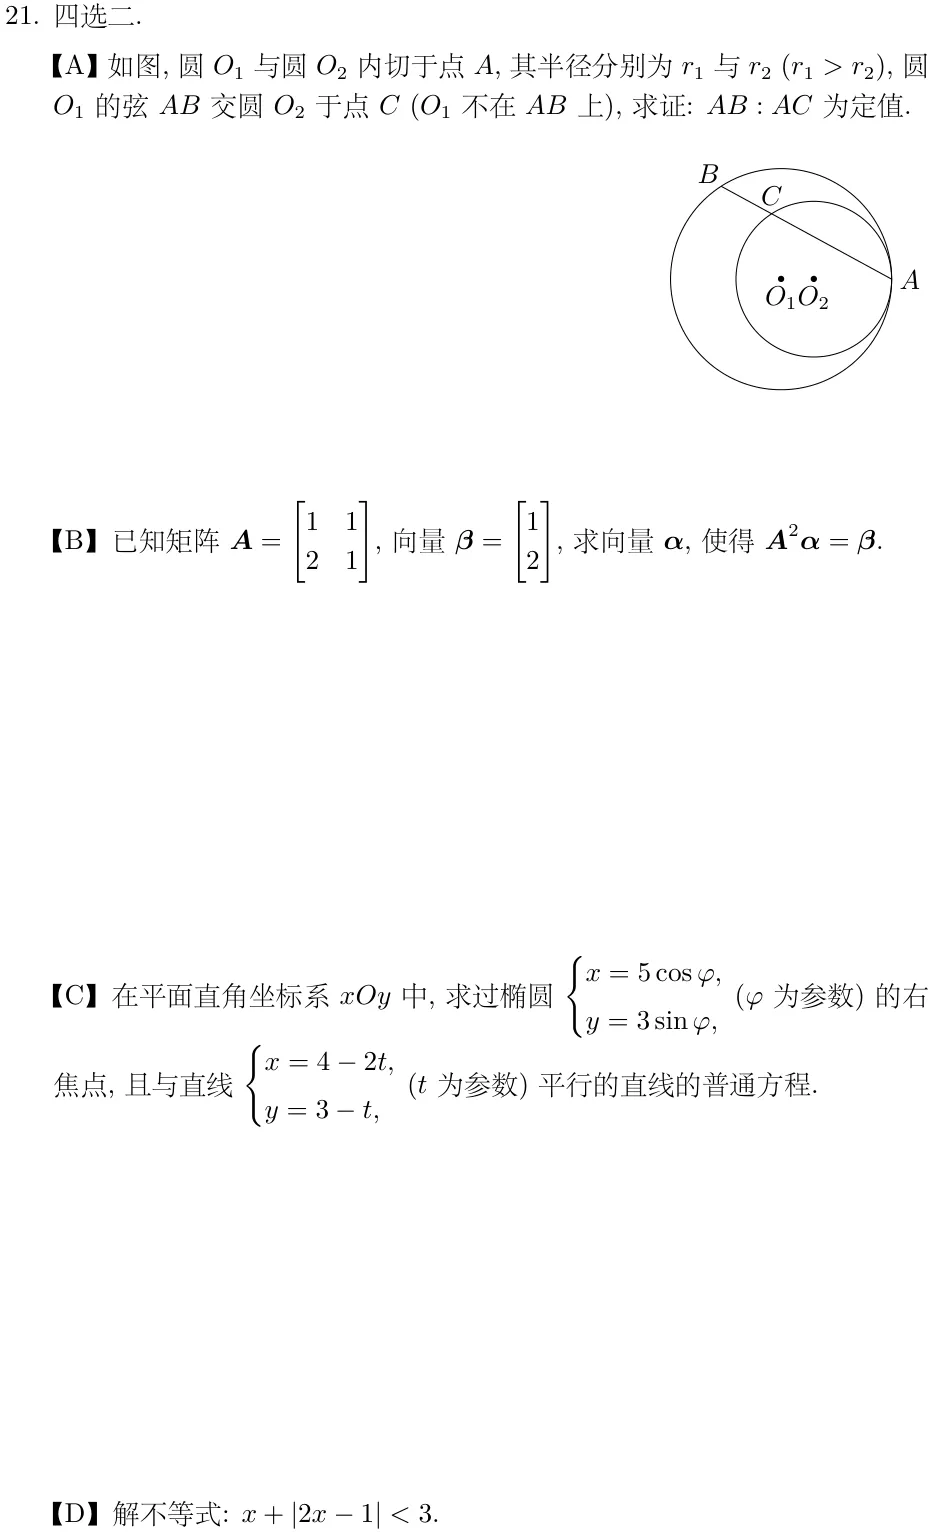 21. 四选二.
【A】如图, 圆 O₁ 与圆 O₂ 内切于点 A, 其半径分别为 r₁ 与 r₂ (r₁ > r₂), 圆
O₁ 的弦 AB 交圆 O₂ 于点 C (O₁ 不在 AB 上), 求证: AB : AC 为定值.
B
C
A
O₁O₂
【B】已知矩阵 A = [1 1; 2 1], 向量 β = [1; 2], 求向量 α, 使得 A²α = β.
【C】在平面直角坐标系 xOy 中, 求过椭圆 { x = 5 cos φ, y = 3 sin φ, (φ 为参数) 的右
焦点, 且与直线 { x = 4 − 2t, y = 3 − t, (t 为参数) 平行的直线的普通方程.
【D】解不等式: x + |2x − 1| < 3.